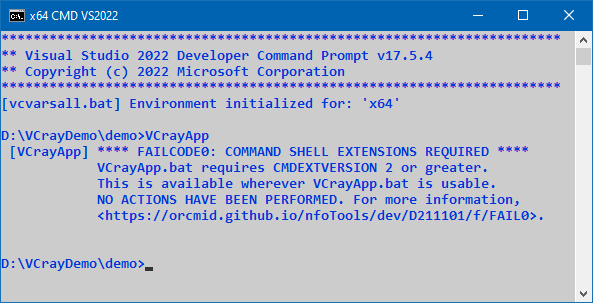 x64 CMD VS2022
**********************************************************************
** Visual Studio 2022 Developer Command Prompt v17.5.4
** Copyright (c) 2022 Microsoft Corporation
**********************************************************************
[vcvarsall.bat] Environment initialized for: 'x64'
D:\VCrayDemo\demo>VCrayApp
[VCrayApp] **** FAILCODE0: COMMAND SHELL EXTENSIONS REQUIRED ****
VCrayApp.bat requires CMDEXTVERSION 2 or greater.
This is available wherever VCrayApp.bat is usable.
NO ACTIONS HAVE BEEN PERFORMED. For more information,
<https://orcmid.github.io/nfoTools/dev/D211101/f/FAIL0>.
D:\VCrayDemo\demo>